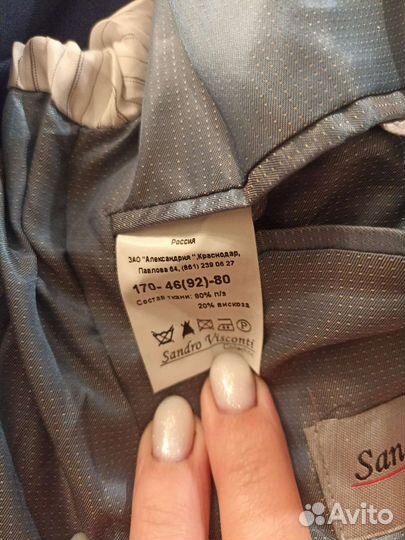 Россия
ЗАО "Александрия", Краснодар,
Павлова 64, (861) 239 06 27
170- 46(92)-80
Состав ткани: 80% п/э
20% вискоза
P
Sandro Visconti
San
Avito